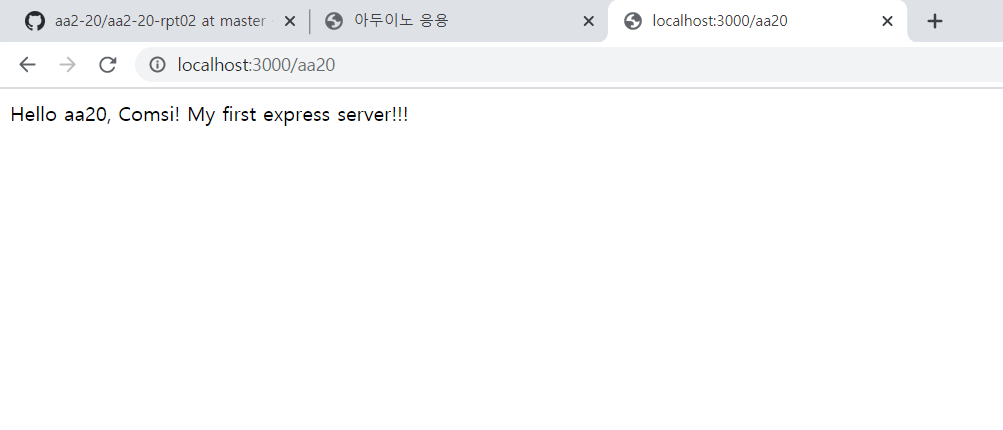 aa2-20/aa2-20-rpt02 at master
아두이노 응용
localhost:3000/aa20
localhost:3000/aa20
Hello aa20, Comsi! My first express server!!!